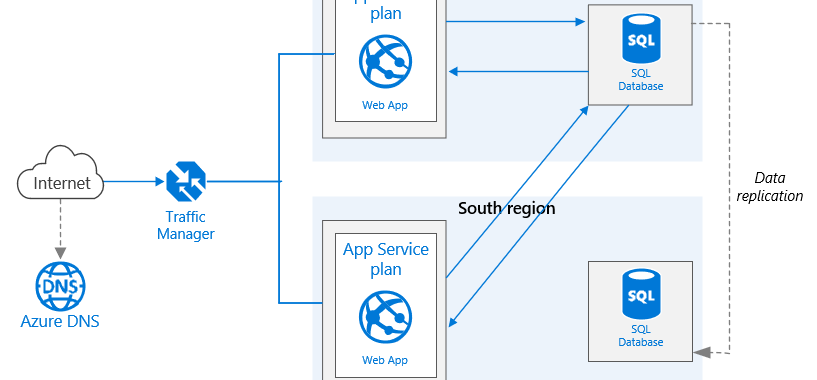 plan
Web App
SQL
SQL
Database
Data
replication
Internet
Traffic
Manager
DNS
Azure DNS
South region
App Service
plan
Web App
SQL
SQL
Database